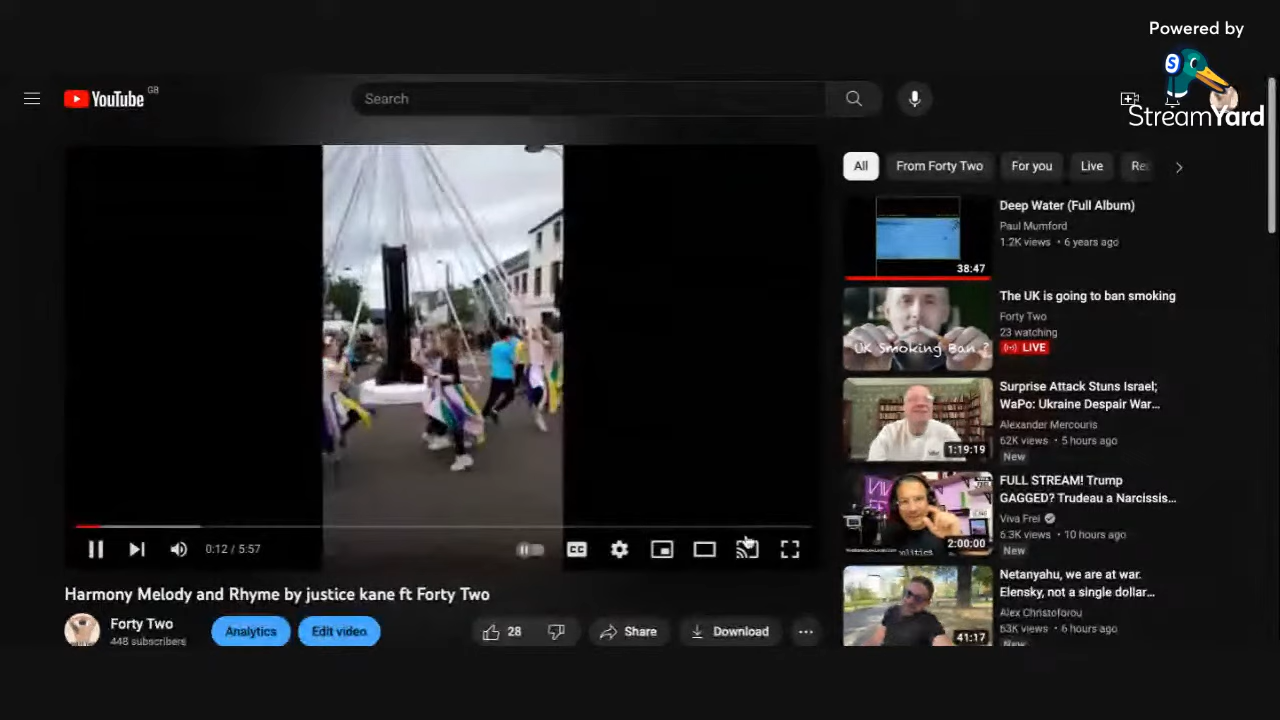 Powered by
StreamYard
YouTube GB
Search
All
From Forty Two
For you
Live
Deep Water (Full Album)
Paul Mumford
1.2K views • 6 years ago
38:47
The UK is going to ban smoking
Forty Two
23 watching
LIVE
UK Smoking Ban ?
Surprise Attack Stuns Israel;
WaPo: Ukraine Despair War...
Alexander Mercouris
62K views • 5 hours ago
New
1:19:19
FULL STREAM! Trump
GAGGED? Trudeau a Narcissis...
Viva Frei
6.3K views • 10 hours ago
New
2:00:00
Netanyahu, we are at war.
Elensky, not a single dollar...
Alex Christoforou
63K views • 6 hours ago
New
41:17
0:12 / 5:57
CC
Harmony Melody and Rhyme by justice kane ft Forty Two
Forty Two
448 subscribers
Analytics
Edit video
28
Share
Download